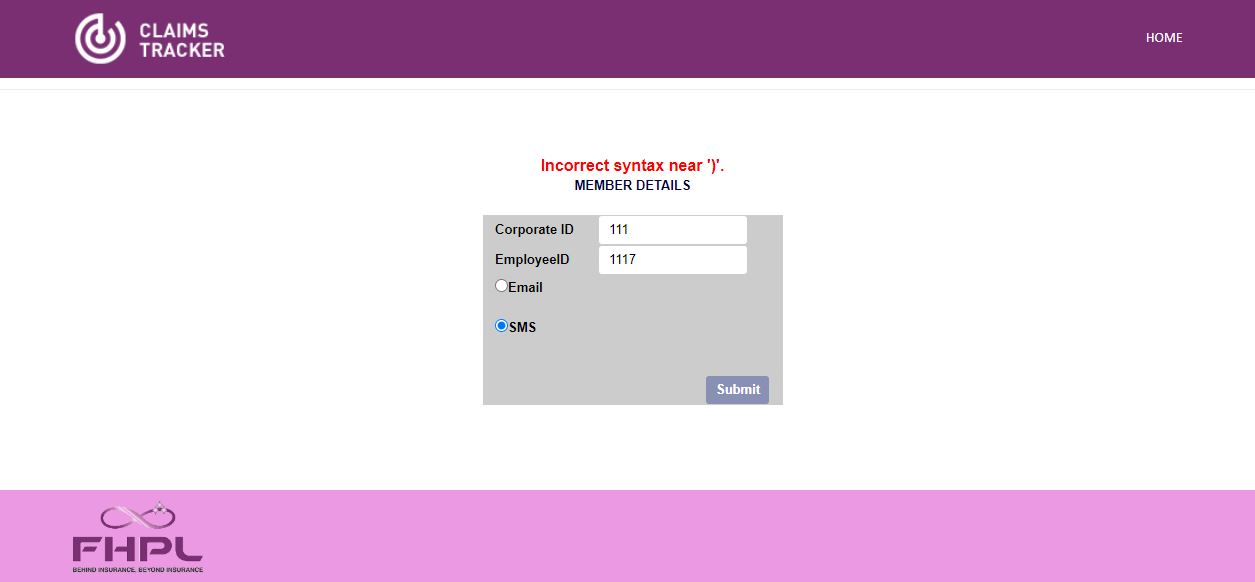 CLAIMS
TRACKER
HOME
Incorrect syntax near ')'.
MEMBER DETAILS
Corporate ID 111
EmployeeID 1117
Email
SMS
Submit
FHPL
BEHIND INSURANCE, BEYOND INSURANCE